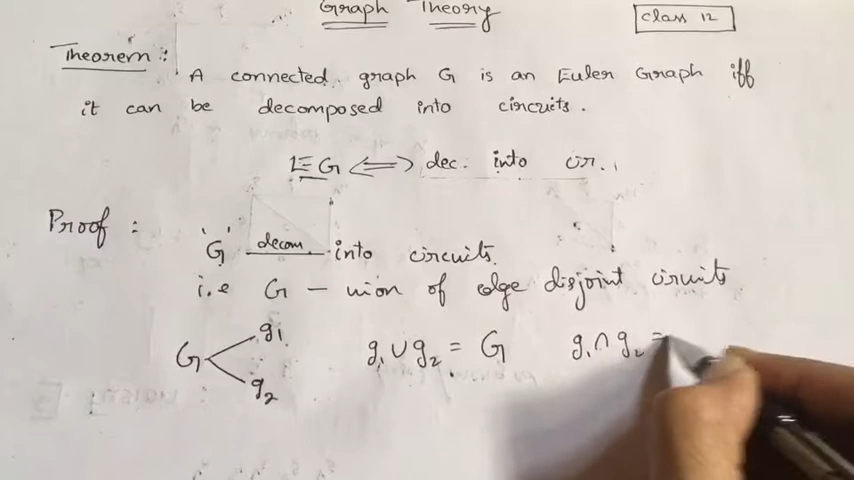 Graph Theory
Class 12
Theorem :
A connected graph G is an Euler Graph iff
it can be decomposed into circuits.
EG ⟺ dec. into cir.
Proof :
'G' decom into circuits.
i.e G - union of edge disjoint circuits
G g1 g2 g1 ∪ g2 = G g1 ∩ g2 =